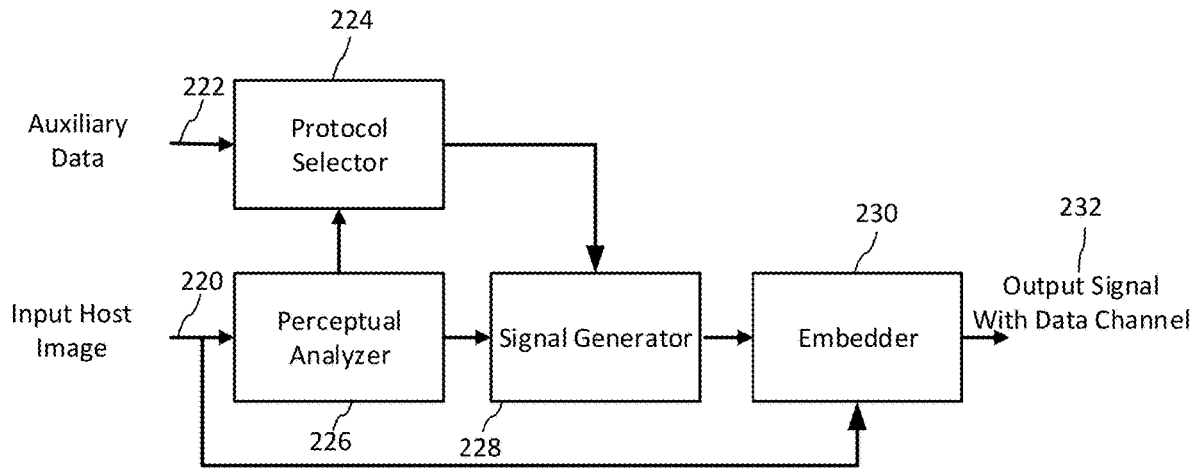 224
222
Auxiliary
Data
Protocol
Selector
230
232
220
Input Host
Image
Perceptual
Analyzer
Signal Generator
Embedder
Output Signal
With Data Channel
226
228